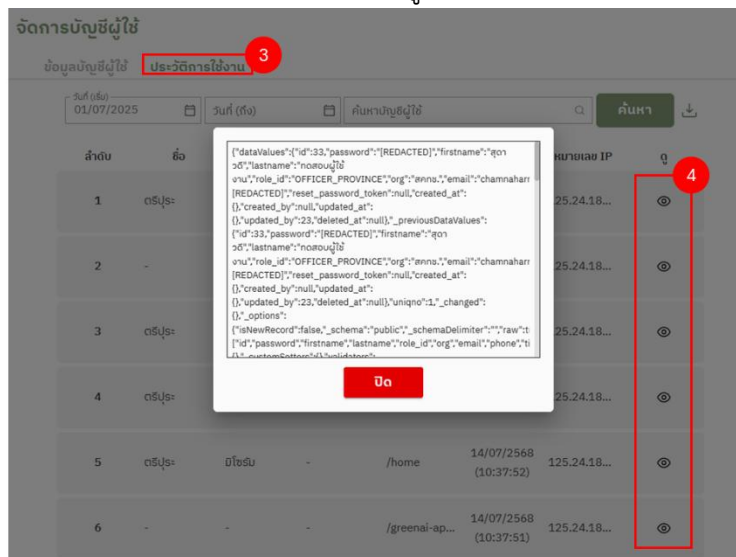 จัดการบัญชีผู้ใช้
3
ข้อมูลบัญชีผู้ใช้ ประวัติการใช้งาน
วันที่ (เริ่ม)
01/07/2025 วันที่ (ถึง) ค้นหาบัญชีผู้ใช้ ค้นหา
ลำดับ ชื่อ หมายเลข IP ดู
4
{"dataValues":{"id":33,"password":"[REDACTED]","firstname":"สุดา
วดี","lastname":"ทดสอบผู้ใช้
งาน","role_id":"OFFICER_PROVINCE","org":"สคทช.","email":"chamnaharr
[REDACTED]","reset_password_token":null,"created_at":
{},"created_by":null,"updated_at":
{},"updated_by":23,"deleted_at":null},"_previousDataValues":
{"id":33,"password":"[REDACTED]","firstname":"สุดา
วดี","lastname":"ทดสอบผู้ใช้
งาน","role_id":"OFFICER_PROVINCE","org":"สคทช.","email":"chamnaharr
[REDACTED]","reset_password_token":null,"created_at":
{},"created_by":null,"updated_at":
{},"updated_by":23,"deleted_at":null},"uniqno":1,"_changed":
{},"_options":
{"isNewRecord":false,"_schema":"public","_schemaDelimiter":"","raw":t
["id","password","firstname","lastname","role_id","org","email","phone","ti
{},"_customSetters":{},"validators":
ปิด
1 ตรีประ 125.24.18...
2 - 125.24.18...
3 ตรีประ 125.24.18...
4 ตรีประ 125.24.18...
5 ตรีประ มิโซรับ - /home 14/07/2568 125.24.18...
(10:37:52)
6 - - - /greenai-ap... 14/07/2568 125.24.18...
(10:37:51)